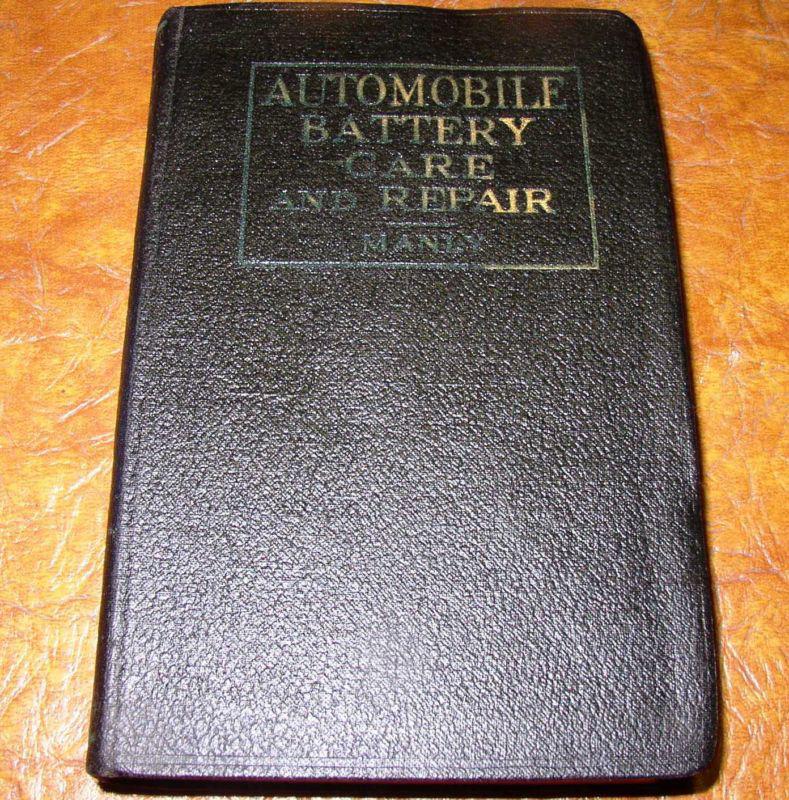 AUTOMOBILE
BATTERY
CARE
AND REPAIR
MANLY